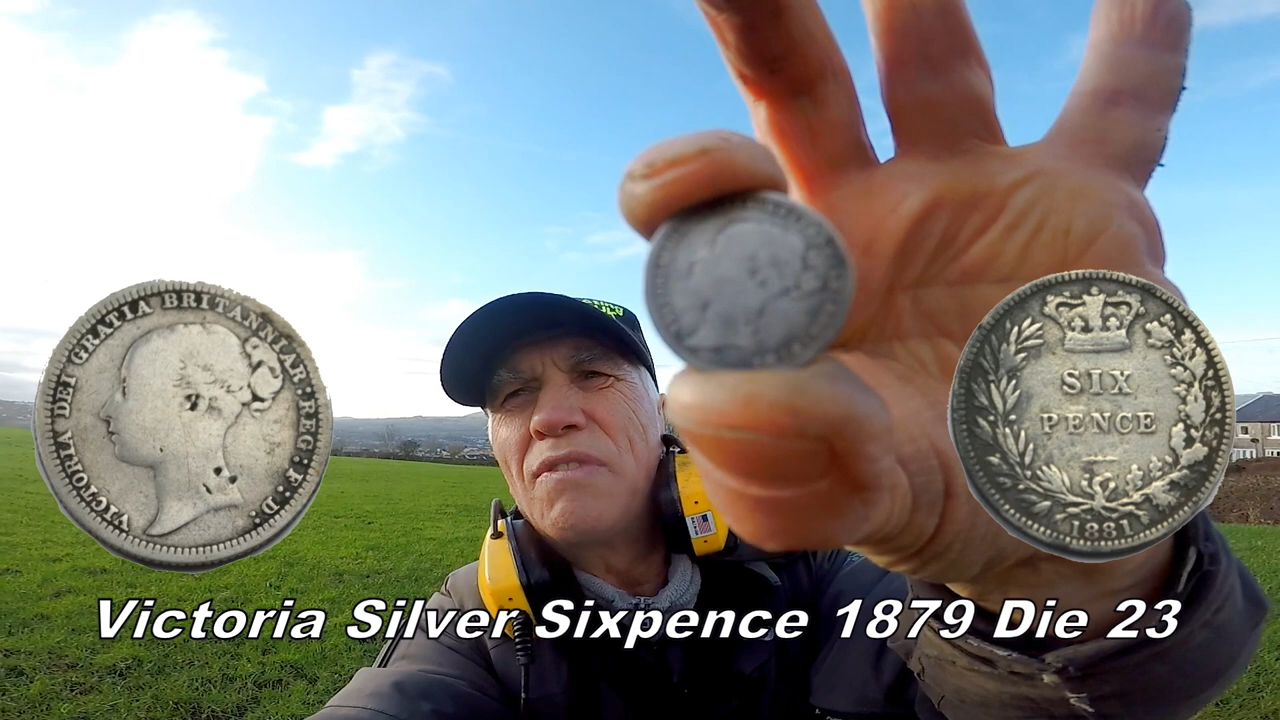 VICTORIA DEI GRATIA BRITANNIAR: REG: F: D:
SIX
PENCE
1881
Victoria Silver Sixpence 1879 Die 23